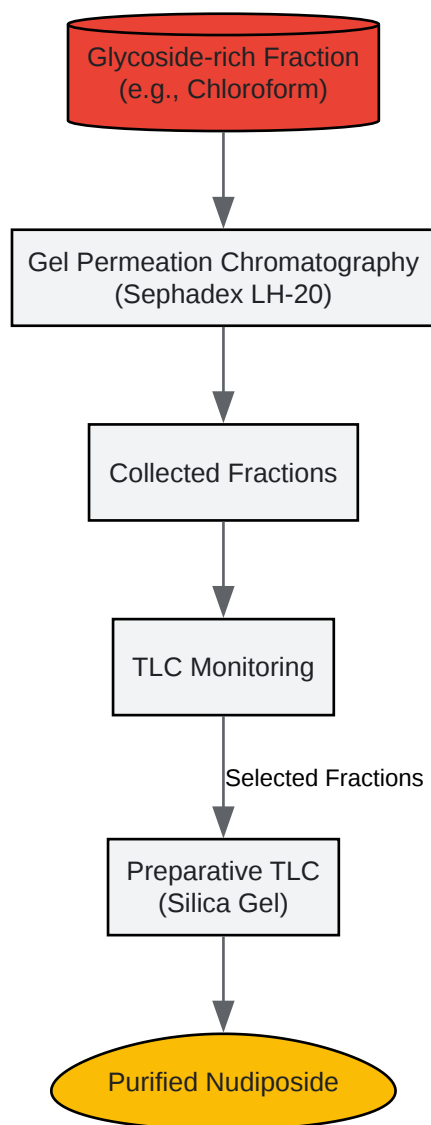 Glycoside-rich Fraction
(e.g., Chloroform)
Gel Permeation Chromatography
(Sephadex LH-20)
Collected Fractions
TLC Monitoring
Selected Fractions
Preparative TLC
(Silica Gel)
Purified Nudiposide